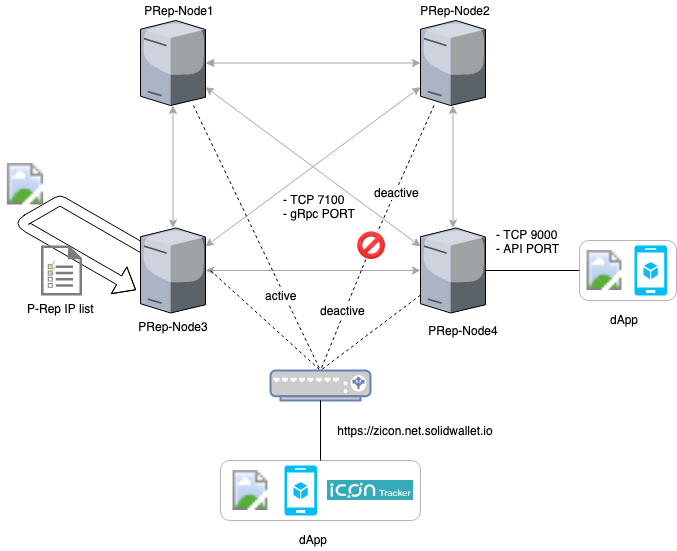 PRep-Node1
PRep-Node2
deactive
- TCP 7100
- gRpc PORT
- TCP 9000
- API PORT
P-Rep IP list
active
deactive
PRep-Node3
PRep-Node4
dApp
https://zicon.net.solidwallet.io
icon Tracker
dApp